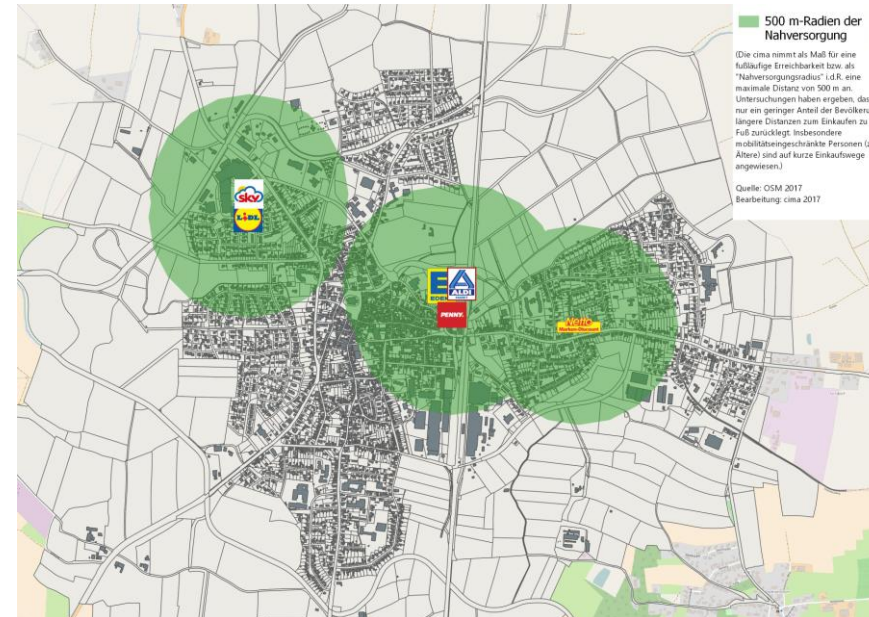 500 m-Radien der
Nahversorgung
(Die cima nimmt als Maß für eine
fußläufige Erreichbarkeit bzw. als
"Nahversorgungsradius" i.d.R. eine
maximale Distanz von 500 m an.
Untersuchungen haben ergeben, das
nur ein geringer Anteil der Bevölkeru
längere Distanzen zum Einkaufen zu
Fuß zurücklegt. Insbesondere
mobilitätseingeschränkte Personen (z
Ältere) sind auf kurze Einkaufswege
angewiesen.)
Quelle: OSM 2017
Bearbeitung: cima 2017
sky
LIDL
E
EDEK
ALDI
PENNY.
Netto
Marken-Discount